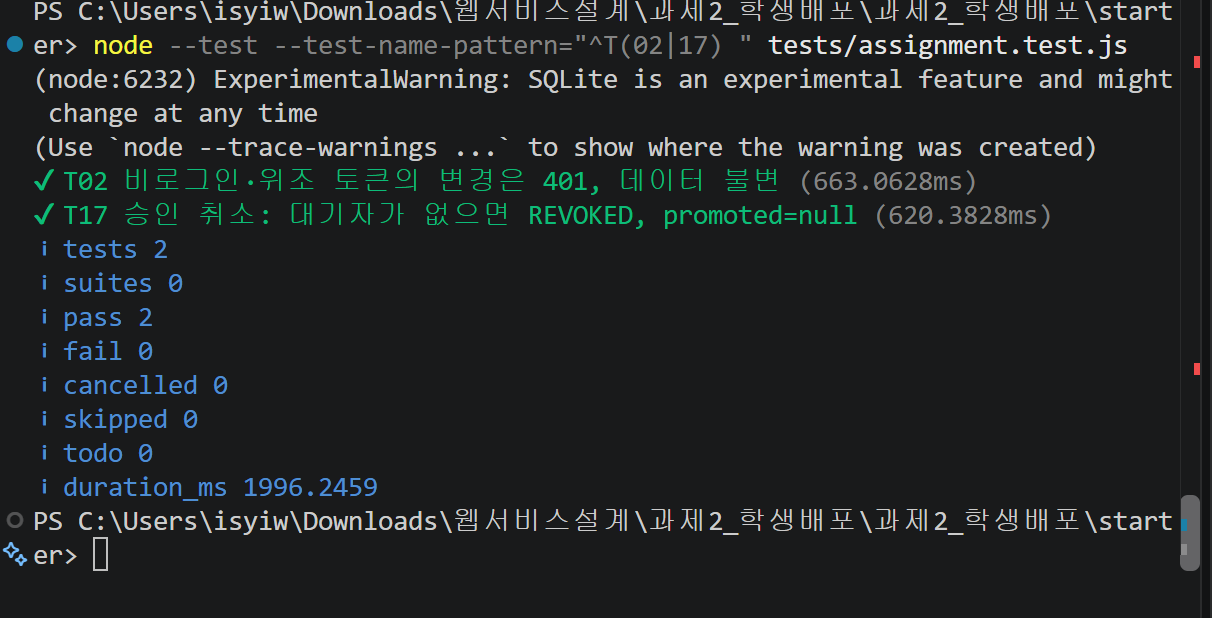 PS C:\Users\isyiw\Downloads\웹서비스설계\과제2_학생배포\과제2_학생배포\start
er> node --test --test-name-pattern="^T(02|17) " tests/assignment.test.js
(node:6232) ExperimentalWarning: SQLite is an experimental feature and might
 change at any time
(Use `node --trace-warnings ...` to show where the warning was created)
✔ T02 비로그인·위조 토큰의 변경은 401, 데이터 불변 (663.0628ms)
✔ T17 승인 취소: 대기자가 없으면 REVOKED, promoted=null (620.3828ms)
ℹ tests 2
ℹ suites 0
ℹ pass 2
ℹ fail 0
ℹ cancelled 0
ℹ skipped 0
ℹ todo 0
ℹ duration_ms 1996.2459
PS C:\Users\isyiw\Downloads\웹서비스설계\과제2_학생배포\과제2_학생배포\start
er>